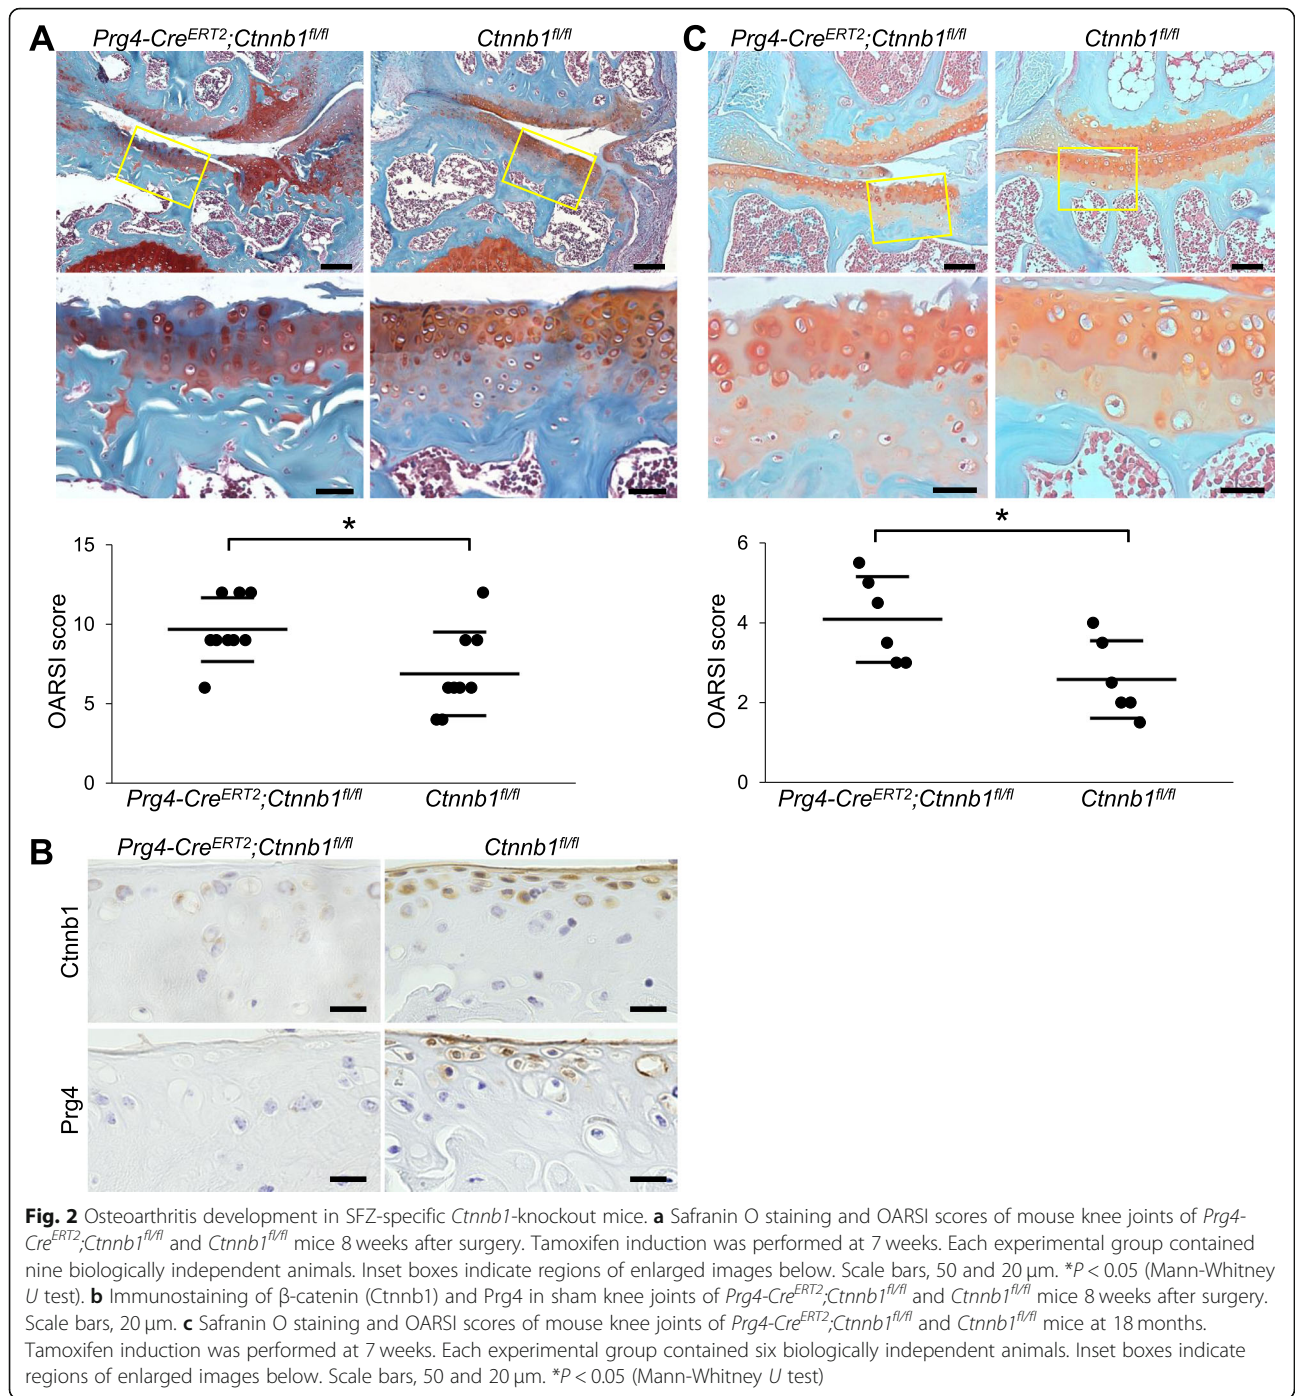 A
Prg4-CreERT2;Ctnnb1fl/fl
Ctnnb1fl/fl
*
15
10
5
0
OARSI score
Prg4-CreERT2;Ctnnb1fl/fl
Ctnnb1fl/fl
C
Prg4-CreERT2;Ctnnb1fl/fl
Ctnnb1fl/fl
*
6
4
2
0
OARSI score
Prg4-CreERT2;Ctnnb1fl/fl
Ctnnb1fl/fl
B
Prg4-CreERT2;Ctnnb1fl/fl
Ctnnb1fl/fl
Ctnnb1
Prg4
Fig. 2 Osteoarthritis development in SFZ-specific Ctnnb1-knockout mice. a Safranin O staining and OARSI scores of mouse knee joints of Prg4-
CreERT2;Ctnnb1fl/fl and Ctnnb1fl/fl mice 8 weeks after surgery. Tamoxifen induction was performed at 7 weeks. Each experimental group contained
nine biologically independent animals. Inset boxes indicate regions of enlarged images below. Scale bars, 50 and 20 μm. *P < 0.05 (Mann-Whitney
U test). b Immunostaining of β-catenin (Ctnnb1) and Prg4 in sham knee joints of Prg4-CreERT2;Ctnnb1fl/fl and Ctnnb1fl/fl mice 8 weeks after surgery.
Scale bars, 20 μm. c Safranin O staining and OARSI scores of mouse knee joints of Prg4-CreERT2;Ctnnb1fl/fl and Ctnnb1fl/fl mice at 18 months.
Tamoxifen induction was performed at 7 weeks. Each experimental group contained six biologically independent animals. Inset boxes indicate
regions of enlarged images below. Scale bars, 50 and 20 μm. *P < 0.05 (Mann-Whitney U test)